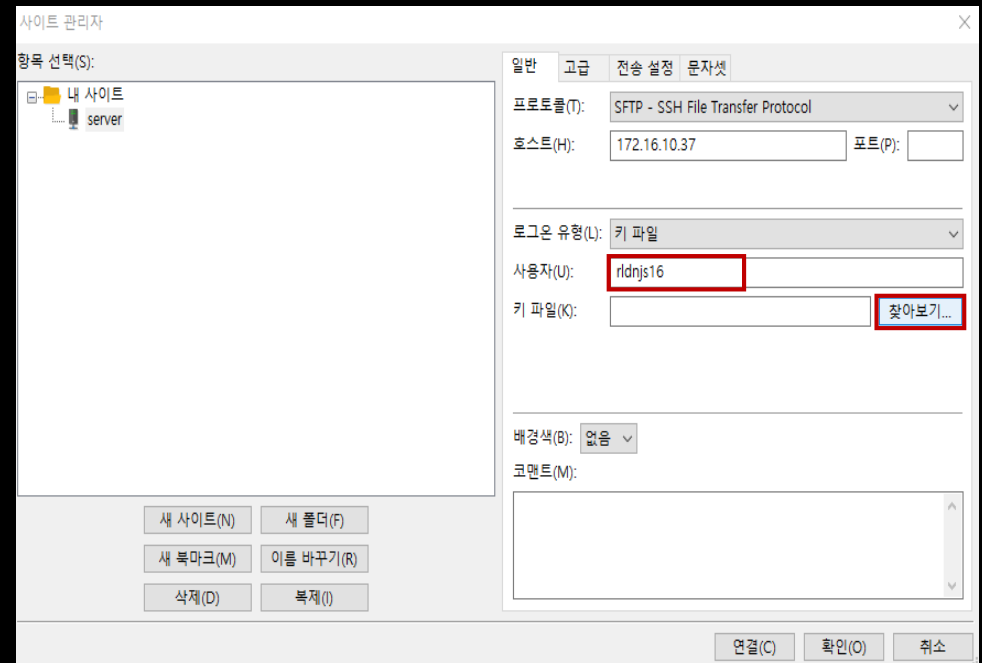 사이트 관리자
항목 선택(S):
내 사이트
server
새 사이트(N)
새 폴더(F)
새 북마크(M)
이름 바꾸기(R)
삭제(D)
복제(I)
일반
고급
전송 설정
문자셋
프로토콜(T):
SFTP - SSH File Transfer Protocol
호스트(H):
172.16.10.37
포트(P):
로그온 유형(L):
키 파일
사용자(U):
rldnjs16
키 파일(K):
찾아보기...
배경색(B):
없음
코맨트(M):
연결(C)
확인(O)
취소